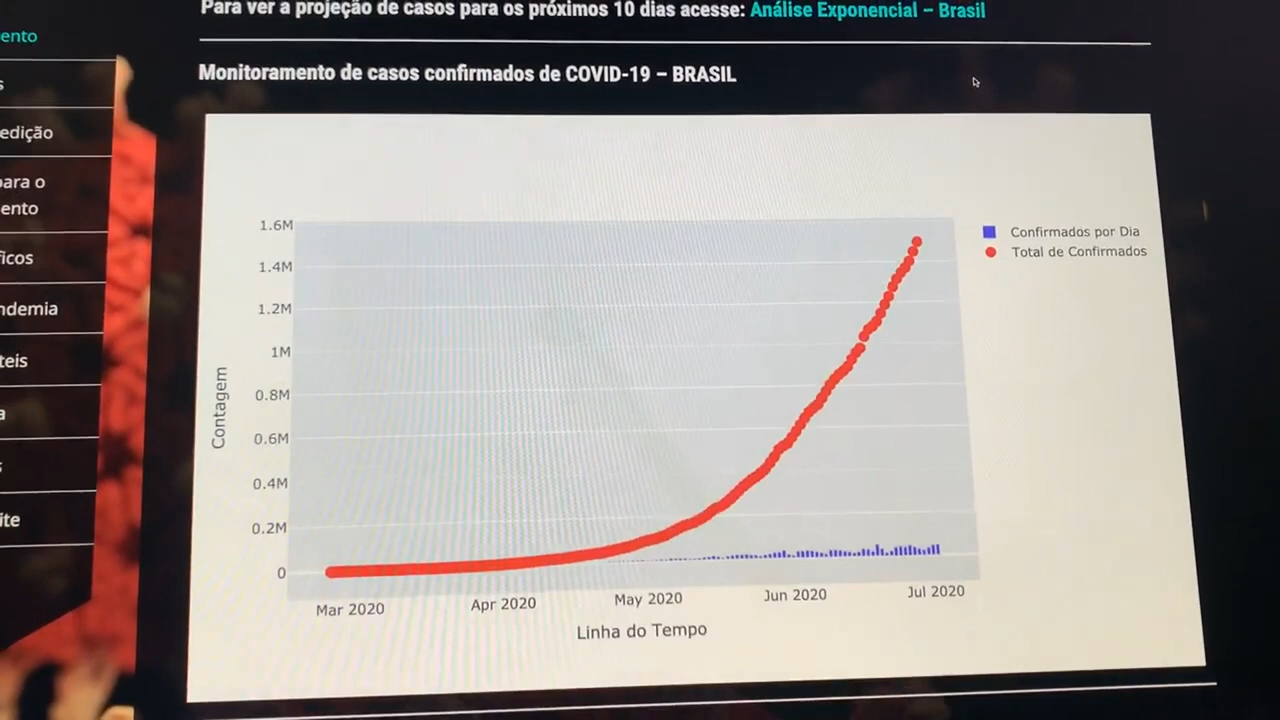 Para ver a projeção de casos para os próximos 10 dias acesse: Análise Exponencial – Brasil
Monitoramento de casos confirmados de COVID-19 – BRASIL
ento
s
edição
para o
ento
ficos
ndemia
teis
a
s
ite
1.6M
1.4M
1.2M
1M
0.8M
0.6M
0.4M
0.2M
0
Contagem
Mar 2020
Apr 2020
May 2020
Jun 2020
Jul 2020
Linha do Tempo
Confirmados por Dia
Total de Confirmados